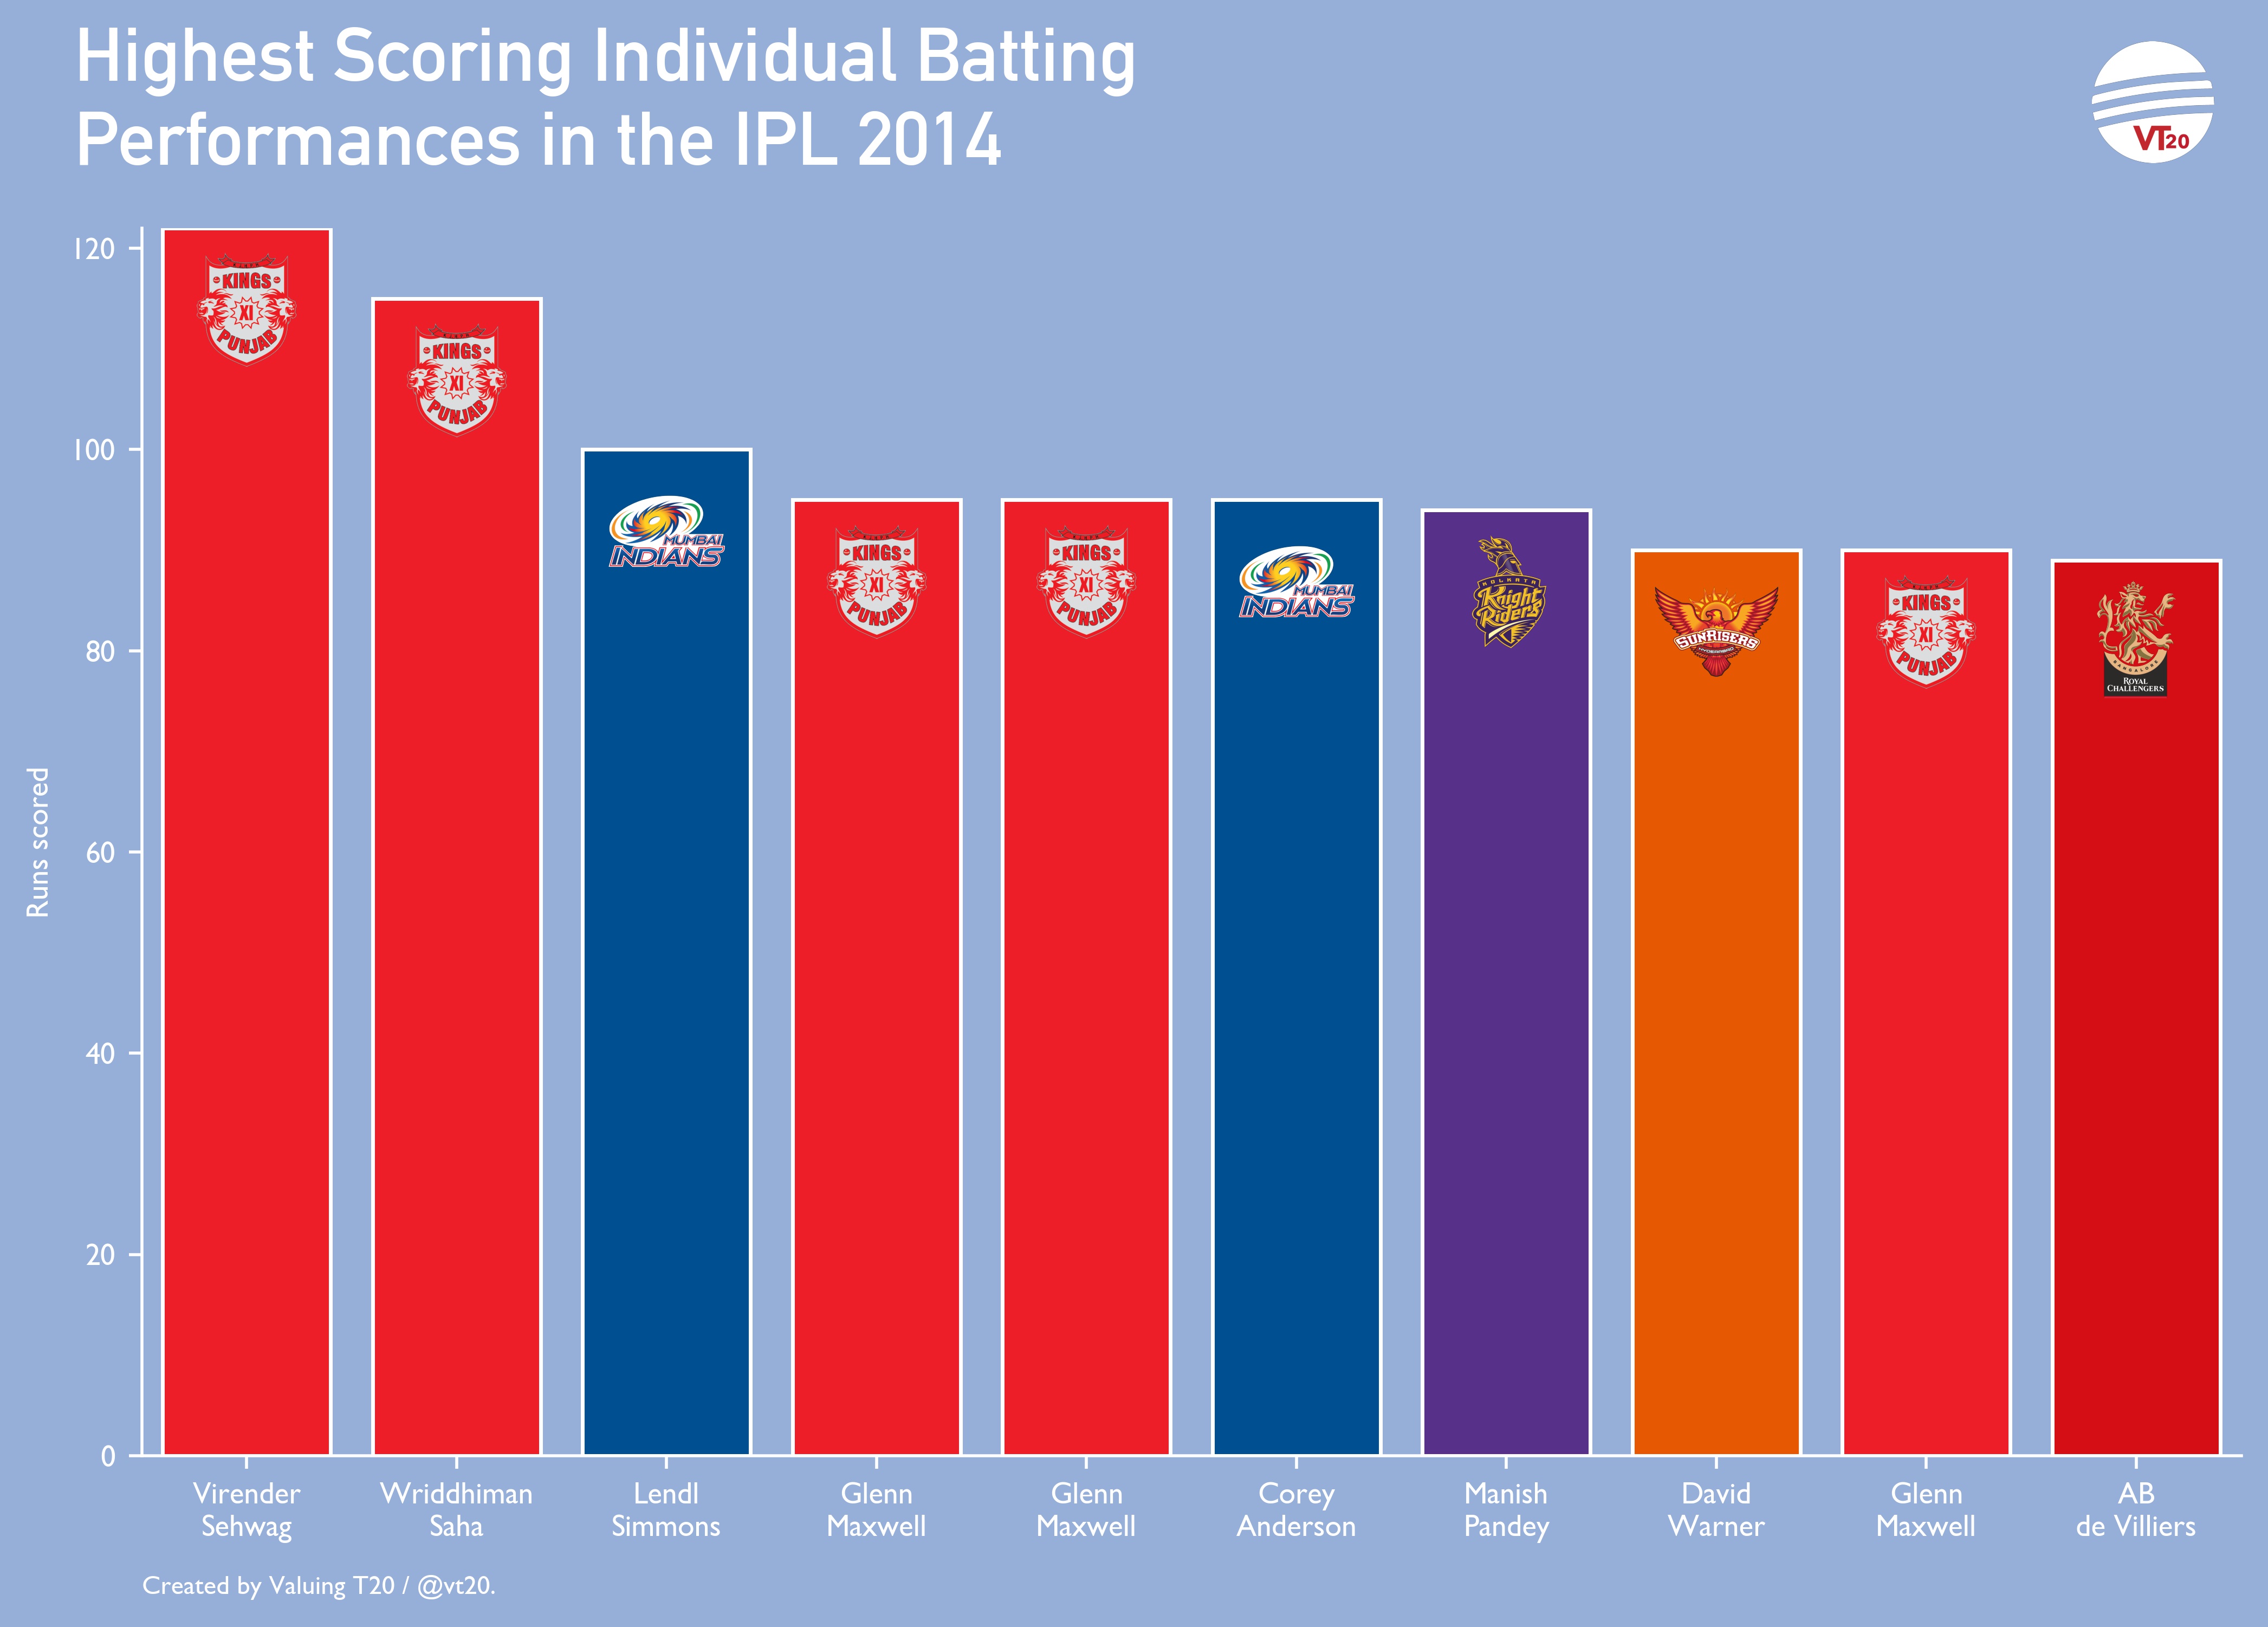 Highest Scoring Individual Batting
Performances in the IPL 2014
VT20
Runs scored
120
100
80
60
40
20
0
KINGS
XI
PUNJAB
KINGS
XI
PUNJAB
MUMBAI
INDIANS
KINGS
XI
PUNJAB
KINGS
XI
PUNJAB
MUMBAI
INDIANS
KOLKATA
Knight
Riders
SUNRISERS
HYDERABAD
KINGS
XI
PUNJAB
BANGALORE
ROYAL
CHALLENGERS
Virender
Sehwag
Wriddhiman
Saha
Lendl
Simmons
Glenn
Maxwell
Glenn
Maxwell
Corey
Anderson
Manish
Pandey
David
Warner
Glenn
Maxwell
AB
de Villiers
Created by Valuing T20 / @vt20.